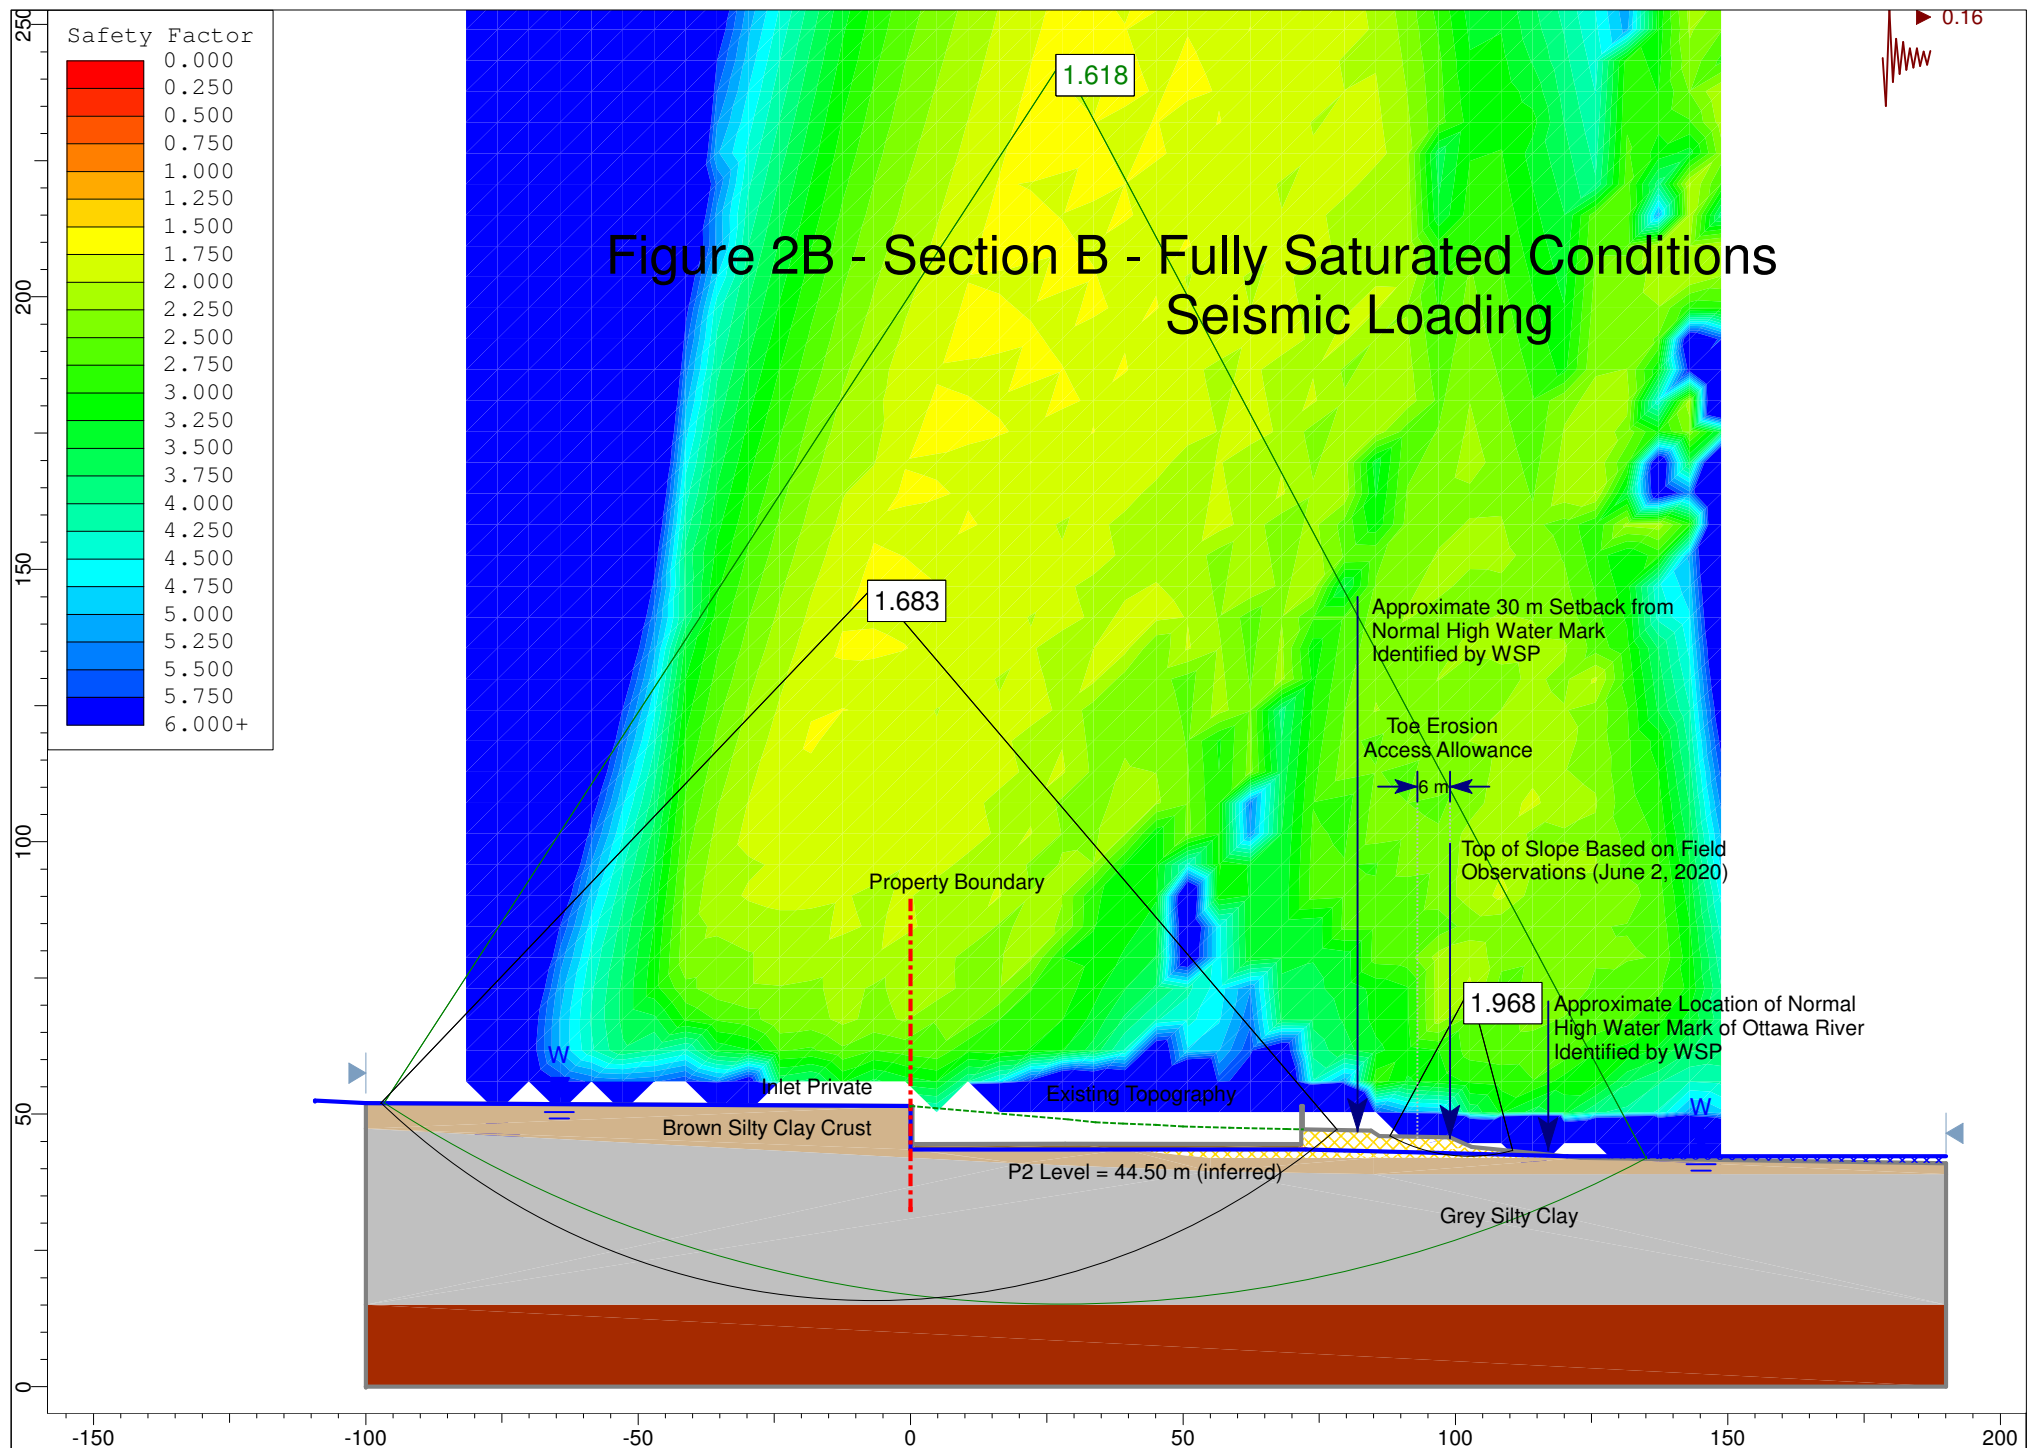 Safety Factor
0.000
0.250
0.500
0.750
1.000
1.250
1.500
1.750
2.000
2.250
2.500
2.750
3.000
3.250
3.500
3.750
4.000
4.250
4.500
4.750
5.000
5.250
5.500
5.750
6.000+
0.16
1.618
Figure 2B - Section B - Fully Saturated Conditions
Seismic Loading
1.683
Approximate 30 m Setback from
Normal High Water Mark
Identified by WSP
Toe Erosion
Access Allowance
6 m
Top of Slope Based on Field
Observations (June 2, 2020)
Property Boundary
1.968
Approximate Location of Normal
High Water Mark of Ottawa River
Identified by WSP
W
Inlet Private
Existing Topography
W
Brown Silty Clay Crust
P2 Level = 44.50 m (inferred)
Grey Silty Clay
250
200
150
100
50
0
-150
-100
-50
0
50
100
150
200